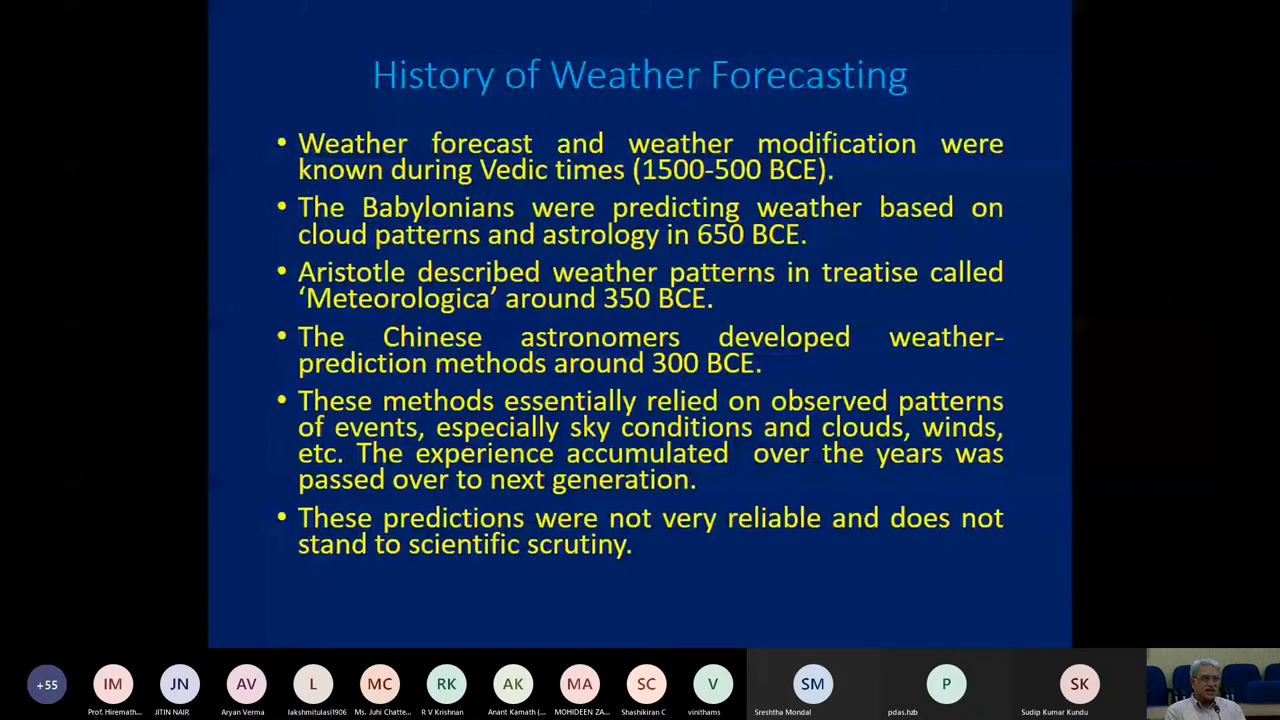 History of Weather Forecasting
• Weather forecast and weather modification were
known during Vedic times (1500-500 BCE).
• The Babylonians were predicting weather based on
cloud patterns and astrology in 650 BCE.
• Aristotle described weather patterns in treatise called
‘Meteorologica’ around 350 BCE.
• The Chinese astronomers developed weather-
prediction methods around 300 BCE.
• These methods essentially relied on observed patterns
of events, especially sky conditions and clouds, winds,
etc. The experience accumulated over the years was
passed over to next generation.
• These predictions were not very reliable and does not
stand to scientific scrutiny.
+55 IM JN AV L MC RK AK MA SC V SM P SK
Prof. Hiremath... JITIN NAIR Aryan Verma lakshmitulasi1906 Ms. Juhi Chatte... R V Krishnan Anant Kamath (... MOHIDEEN ZA... Shashikiran C vinithams Sreshtha Mondal pdas.hzb Sudip Kumar Kundu